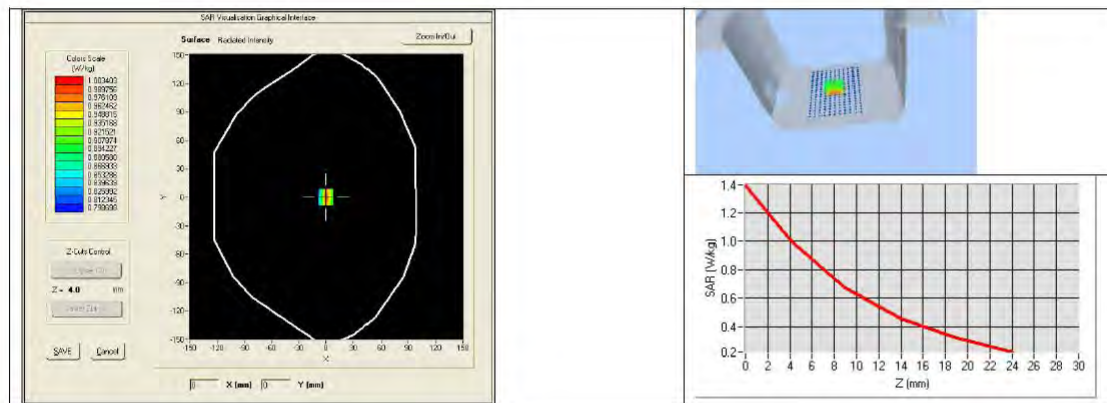 SAR Visualisation Graphical Interface
Surface Radiated Intensity
Zoom In/Out
Colors Scale
(W/kg)
1.003403
0.989756
0.976109
0.962462
0.948815
0.935168
0.921521
0.907874
0.894227
0.880580
0.866933
0.853286
0.839639
0.825992
0.812345
0.798698
150
120
90
60
30
0
-30
-60
-90
-120
-150
Y
-150 -120 -90 -60 -30 0 30 60 90 120 150
X
Z-Cuts Control
Z = 4.0 mm
SAVE Cancel
0 X (mm) 0 Y (mm)
SAR (W/kg)
1.4
1.2
1.0
0.8
0.6
0.4
0.2
0 2 4 6 8 10 12 14 16 18 20 22 24 26 28 30
Z (mm)